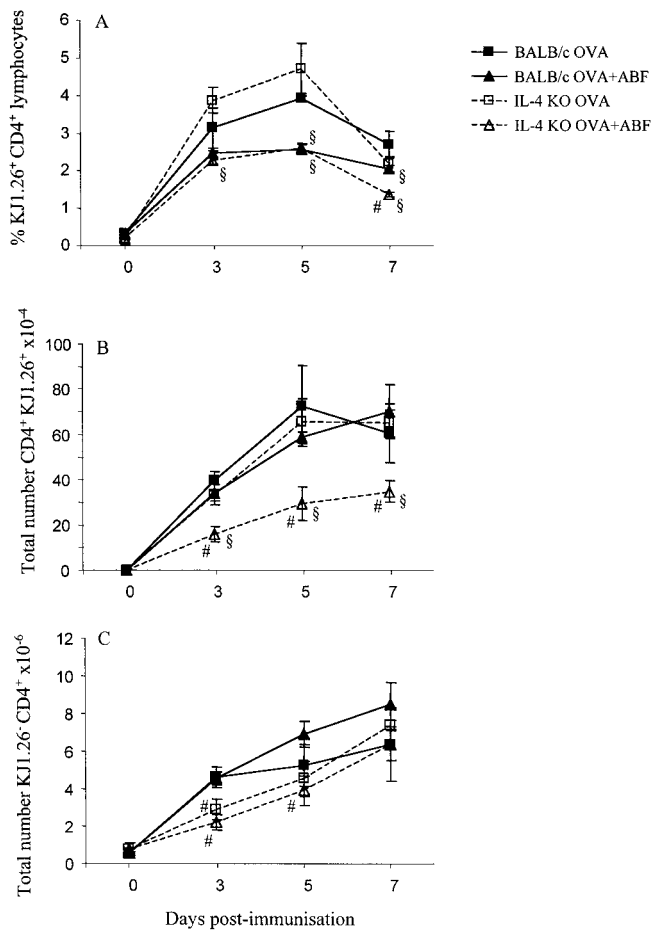 A
% KJ1.26⁺ CD4⁺ lymphocytes
6
5
4
3
2
1
0
§
§
§
§
# §
0 3 5 7
BALB/c OVA
BALB/c OVA+ABF
IL-4 KO OVA
IL-4 KO OVA+ABF
B
Total number CD4⁺ KJ1.26⁺ x10⁻⁴
100
80
60
40
20
0
# §
# §
# §
0 3 5 7
C
Total number KJ1.26⁻ CD4⁺ x10⁻⁶
12
10
8
6
4
2
0
#
#
#
0 3 5 7
Days post-immunisation